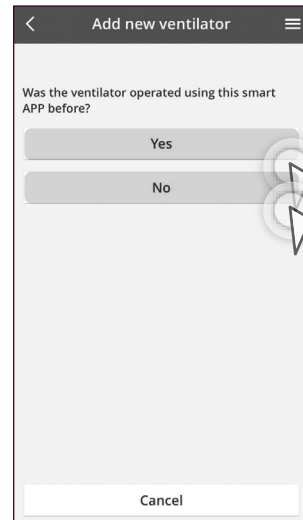 Add new ventilator
Was the ventilator operated using this smart
APP before?
Yes
No
Cancel